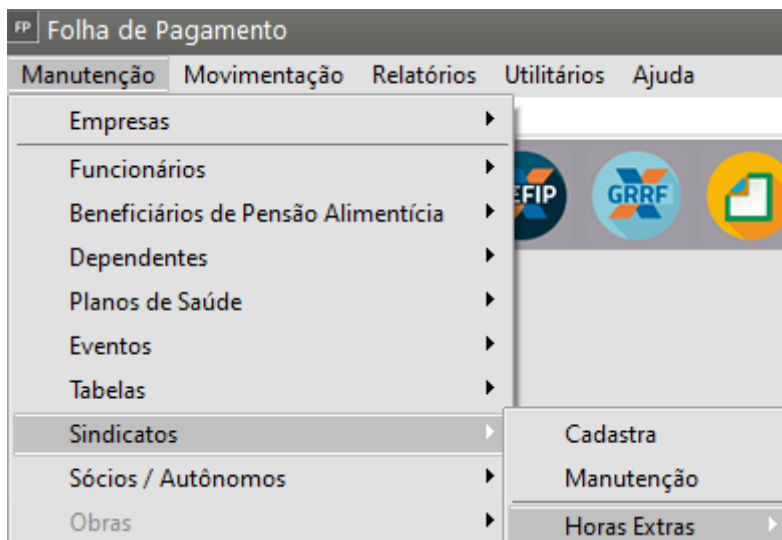 FP Folha de Pagamento
Manutenção Movimentação Relatórios Utilitários Ajuda
Empresas
Funcionários
EFIP GRRF
Beneficiários de Pensão Alimentícia
Dependentes
Planos de Saúde
Eventos
Tabelas
Sindicatos
Cadastra
Sócios / Autônomos
Manutenção
Obras
Horas Extras